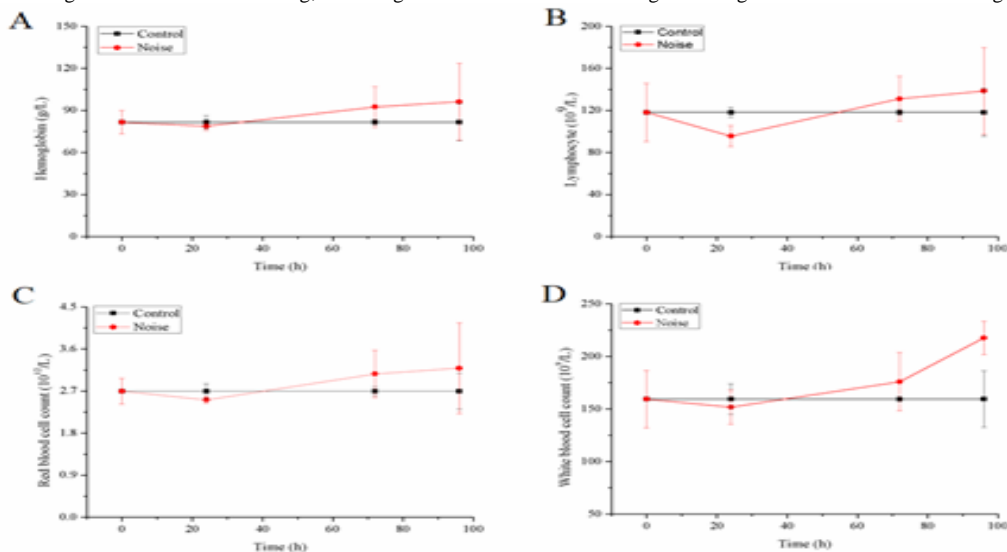 A
Control
Noise
150
120
90
60
30
0
Hemoglobin (g/L)
0 20 40 60 80 100
Time (h)
B
Control
Noise
200
160
120
80
40
0
Lymphocyte (10⁹/L)
0 20 40 60 80 100
Time (h)
C
Control
Noise
4.5
3.6
2.7
1.8
0.9
0.0
Red blood cell count
0 20 40 60 80 100
Time (h)
D
Control
Noise
250
200
150
100
50
White blood cell count
0 20 40 60 80 100
Time (h)